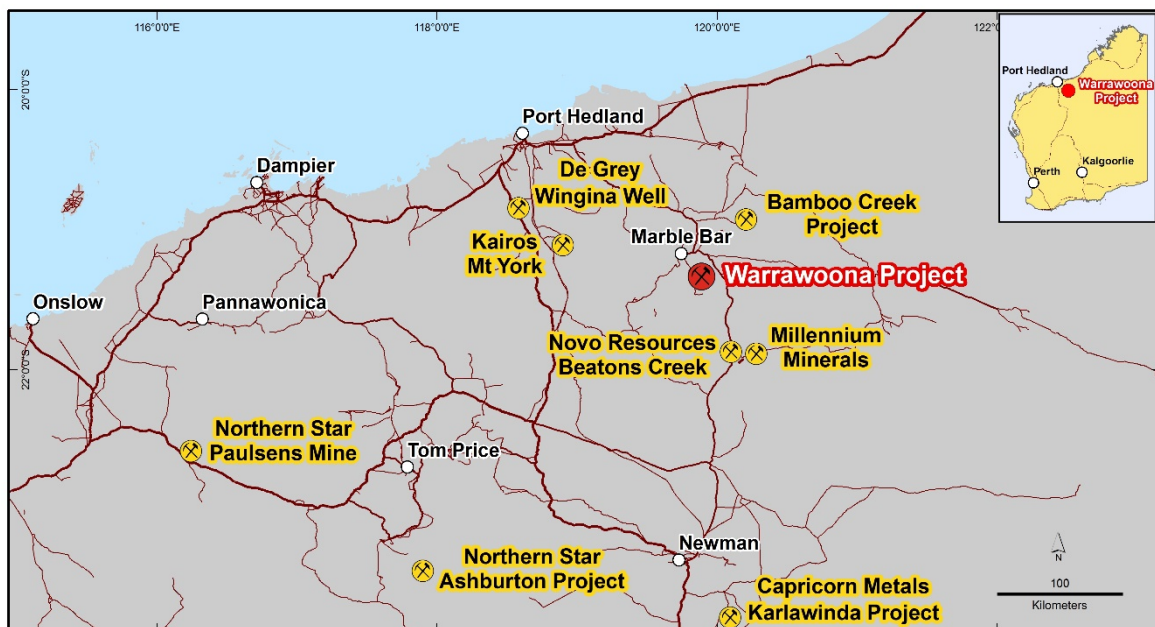 116°0'0"E
118°0'0"E
120°0'0"E
122°0'0"E
20°0'0"S
22°0'0"S
Port Hedland
Dampier
De Grey
Wingina Well
Bamboo Creek
Project
Marble Bar
Kairos
Mt York
Warrawoona Project
Onslow
Pannawonica
Novo Resources
Beatons Creek
Millennium
Minerals
Northern Star
Paulsens Mine
Tom Price
Newman
Northern Star
Ashburton Project
Capricorn Metals
Karlawinda Project
N
100
Kilometers
Port Hedland
Warrawoona
Project
Kalgoorlie
Perth